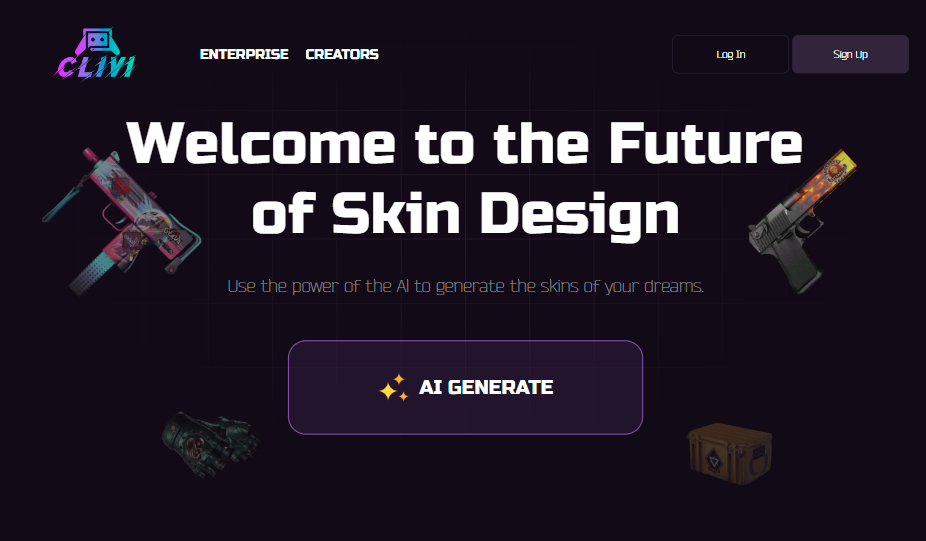 CLIVI
ENTERPRISE CREATORS
Log In
Sign Up
Welcome to the Future
of Skin Design
Use the power of the AI to generate the skins of your dreams.
AI GENERATE